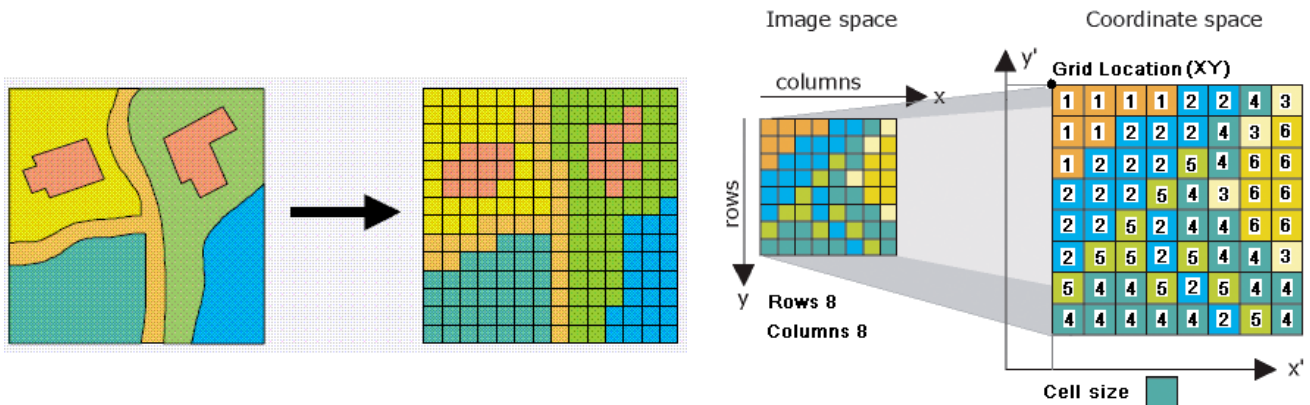 Image space
Coordinate space
columns
x
rows
y
Rows 8
Columns 8
y'
Grid Location (XY)
1 1 1 1 2 2 4 3
1 1 2 2 2 4 3 6
1 2 2 2 5 4 6 6
2 2 2 5 4 3 6 6
2 2 5 2 4 4 6 6
2 5 5 2 5 4 4 3
5 4 4 5 2 5 4 4
4 4 4 4 4 2 5 4
x'
Cell size